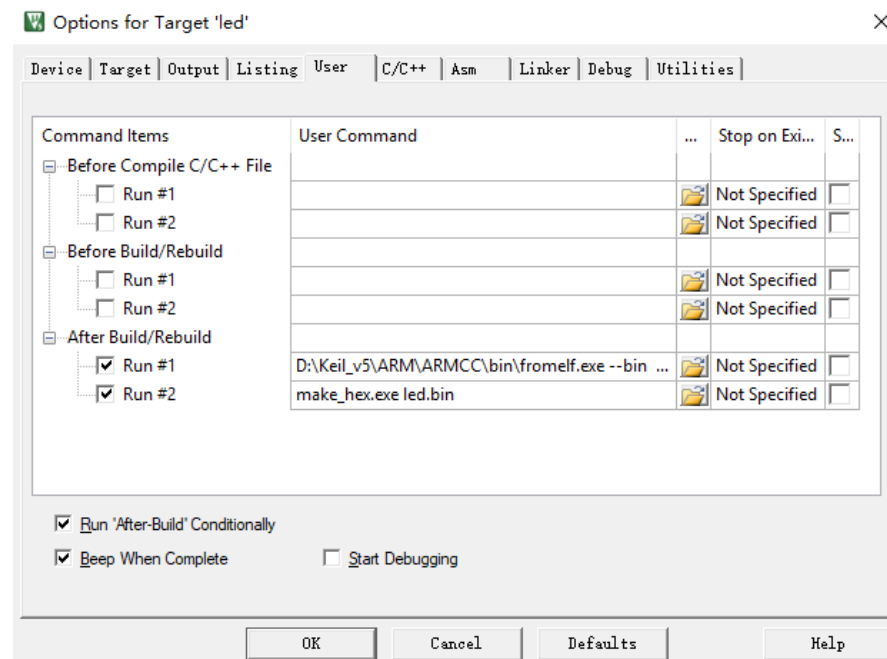 Options for Target 'led'
Device Target Output Listing User C/C++ Asm Linker Debug Utilities
Command Items User Command ... Stop on Exi... S...
Before Compile C/C++ File
Run #1 Not Specified
Run #2 Not Specified
Before Build/Rebuild
Run #1 Not Specified
Run #2 Not Specified
After Build/Rebuild
Run #1 D:\Keil_v5\ARM\ARMCC\bin\fromelf.exe --bin ... Not Specified
Run #2 make_hex.exe led.bin Not Specified
Run 'After-Build' Conditionally
Beep When Complete Start Debugging
OK Cancel Defaults Help